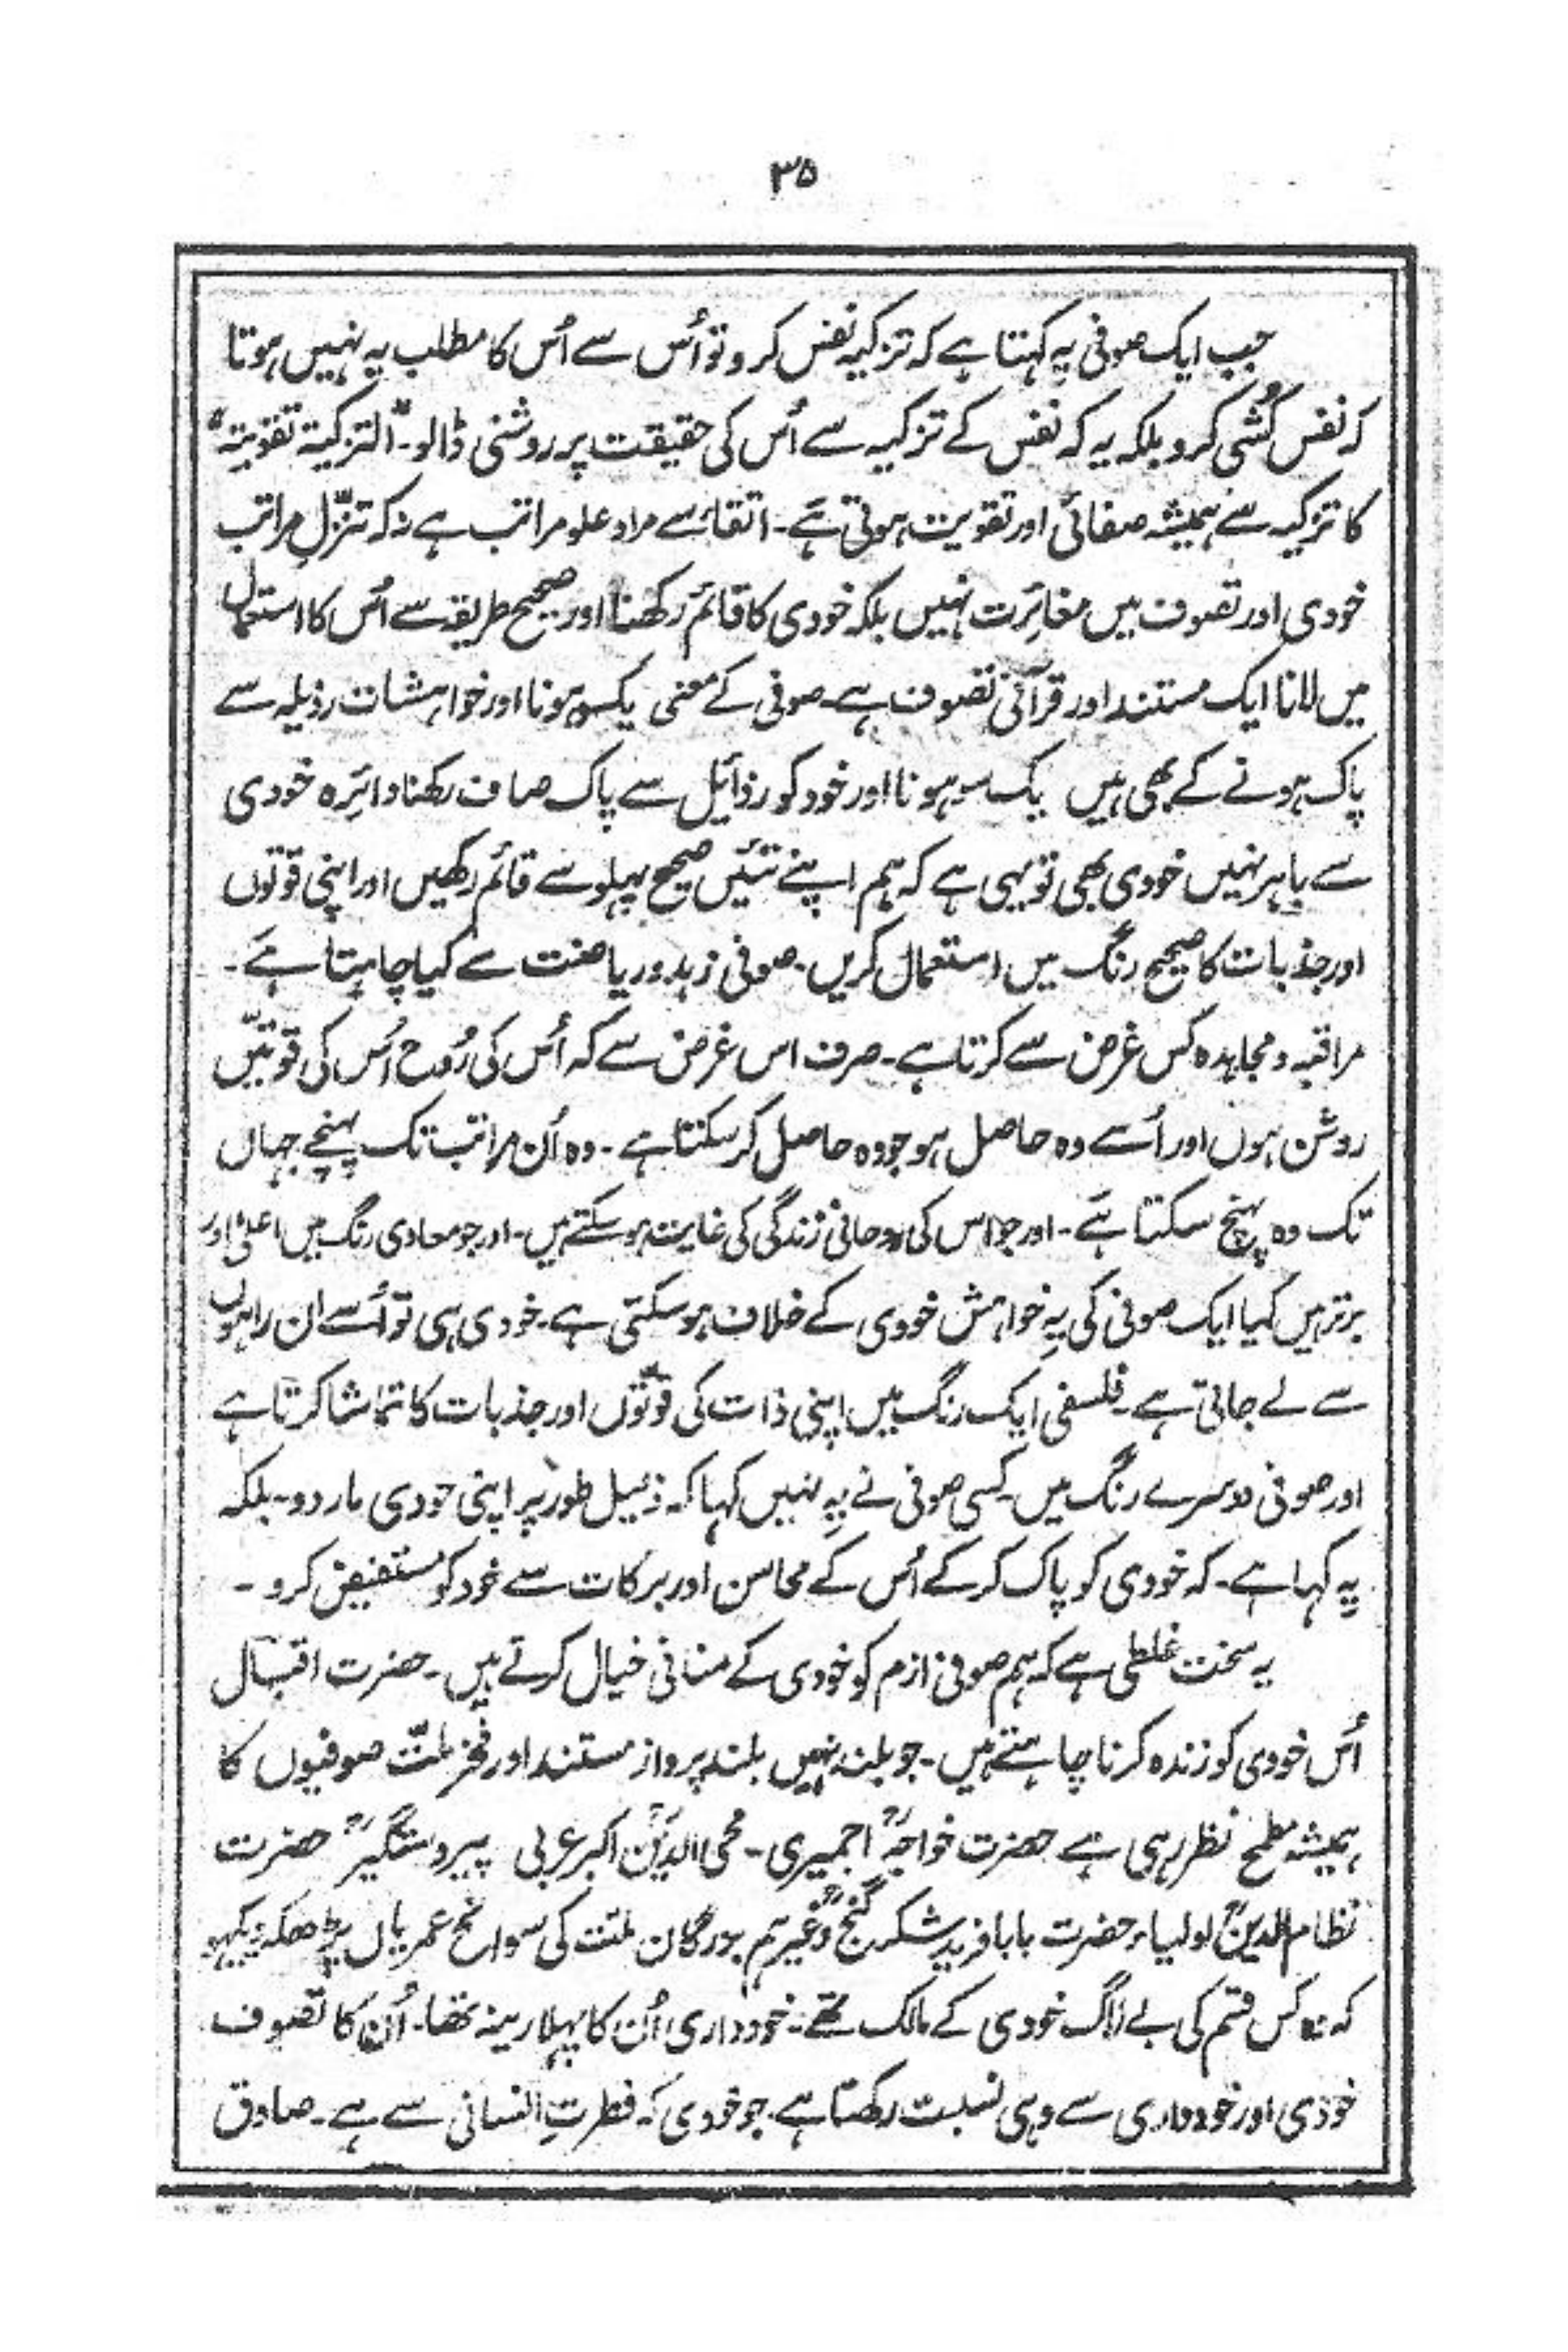 ۳۵
جب ایک صوفی یہ کہتا ہے کہ تزکیہ نفس کرو تو اُس سے اُس کا مطلب یہ نہیں ہوتا
کہ نفس کُشی کرو بلکہ یہ کہ نفس کے تزکیہ سے اُس کی حقیقت پر روشنی ڈالو۔ "التزکیۃ تقویۃ"
کا تزکیہ سے ہمیشہ صفائی اور تقویت ہوتی ہے۔ اتقاء سے مراد علو مراتب ہے نہ کہ تنزّلِ مراتب
خودی اور تصوف میں مغائرت نہیں بلکہ خودی کا قائم رکھنا اور صحیح طریقہ سے اُس کا استعمال
میں لانا ایک مستند اور قرآنی تصوف ہے۔ صوفی کے معنی یکسو ہونا اور خواہشات رذیلہ سے
پاک ہونے کے بھی ہیں یک سو ہونا اور خود کو رذائیل سے پاک صاف رکھنا دائرہ خودی
سے باہر نہیں خودی بھی تو یہی ہے کہ ہم اپنے تئیں صحیح پہلو سے قائم رکھیں اور اپنی قوتوں
اور جذبات کا صحیح رنگ میں استعمال کریں۔ صوفی زہد و ریاضت سے کیا چاہتا ہے۔
مراقبہ و مجاہدہ کس غرض سے کرتا ہے۔ صرف اس غرض سے کہ اُس کی رُوح اُس کی قوتیں
روشن ہوں اور اُسے وہ حاصل ہو جو وہ حاصل کر سکتا ہے۔ وہ اُن مراتب تک پہنچے جہاں
تک وہ پہنچ سکتا ہے۔ اور جو اس کی روحانی زندگی کی غایت ہو سکتے ہیں۔ اور جو معادی رنگ میں اعلیٰ اور
برتر ہیں کیا ایک صوفی کی یہ خواہش خودی کے خلاف ہو سکتی ہے۔ خودی ہی تو اُسے ان راہوں
سے لے جاتی ہے۔ فلسفی ایک رنگ میں اپنی ذات کی قوتوں اور جذبات کا تماشا کرتا ہے
اور صوفی دوسرے رنگ میں۔ کسی صوفی نے یہ نہیں کہا کہ ذئیل طور پر اپنی خودی مار دو۔ بلکہ
یہ کہا ہے۔ کہ خودی کو پاک کر کے اُس کے محاسن اور برکات سے خود کو مستفیض کرو۔
یہ سخت غلطی ہے کہ ہم صوفی ازم کو خودی کے منافی خیال کرتے ہیں۔ حضرت اقبال
اُس خودی کو زندہ کرنا چاہتے ہیں۔ جو بلند نہیں بلند پرواز مستند اور فخر ملّت صوفیوں کا
ہمیشہ مطمح نظر رہی ہے حضرت خواجہؒ اجمیری۔ محی الدینؒ اکبر عربی پیر دستگیرؒ حضرت
نظام الدینؒ اولیاء حضرت بابا فرید شکر گنجؒ وغیرہم بورگان ملت کی سوانح عمریاں پڑھکر دیکہو
کہ وہ کس قسم کی بے لاگ خودی کے مالک تھے۔ خودداری اُن کا پہلا زینہ تھا۔ اُن کا تصوف
خودی اور خودداری سے وہی نسبت رکھتا ہے۔ جو خودی کہ فطرتِ انسانی سے ہے۔ صادق